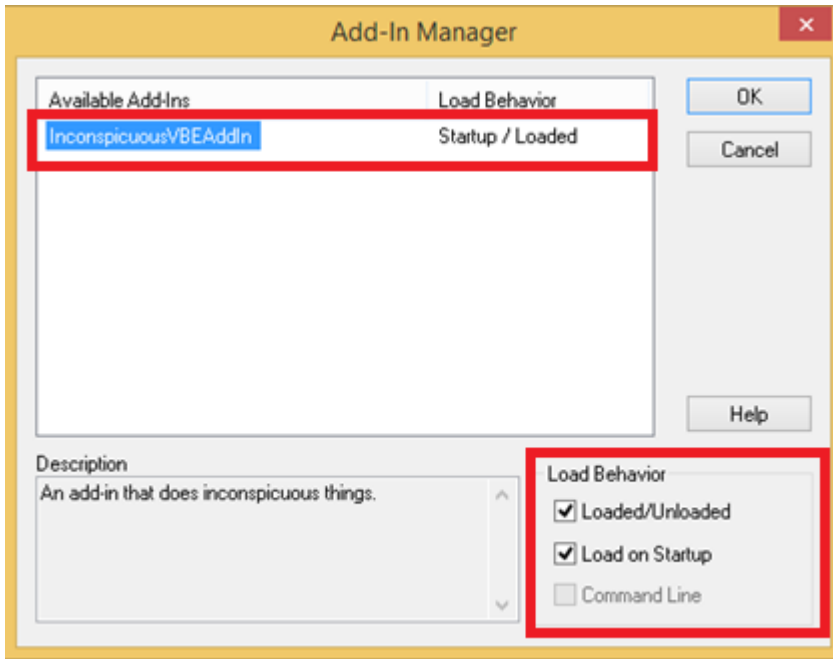 Add-In Manager
Available Add-Ins Load Behavior
InconspicuousVBEAddIn Startup / Loaded
OK
Cancel
Help
Description
An add-in that does inconspicuous things.
Load Behavior
Loaded/Unloaded
Load on Startup
Command Line